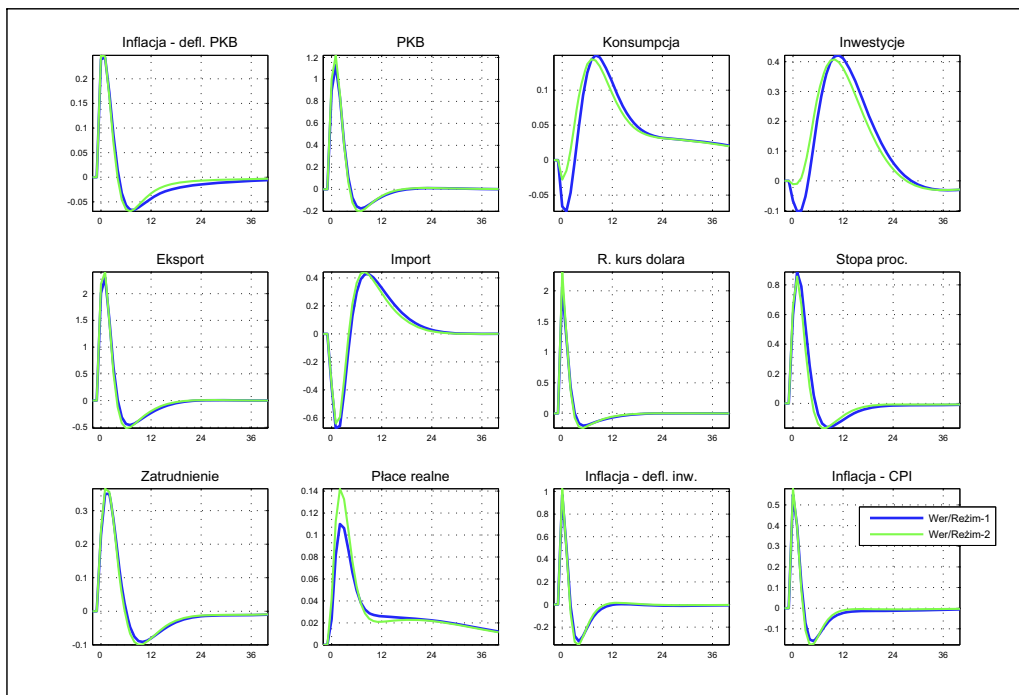 Inflacja - defl. PKB
0.2
0.15
0.1
0.05
0
-0.05
0 12 24 36
PKB
1.2
1
0.8
0.6
0.4
0.2
0
-0.2
0 12 24 36
Konsumpcja
0.1
0.05
0
-0.05
0 12 24 36
Inwestycje
0.4
0.3
0.2
0.1
0
-0.1
0 12 24 36
Eksport
2
1.5
1
0.5
0
-0.5
0 12 24 36
Import
0.4
0.2
0
-0.2
-0.4
-0.6
0 12 24 36
R. kurs dolara
2
1.5
1
0.5
0
0 12 24 36
Stopa proc.
0.8
0.6
0.4
0.2
0
0 12 24 36
Zatrudnienie
0.3
0.2
0.1
0
-0.1
0 12 24 36
Płace realne
0.14
0.12
0.1
0.08
0.06
0.04
0.02
0
0 12 24 36
Inflacja - defl. inw.
1
0.8
0.6
0.4
0.2
0
-0.2
0 12 24 36
Inflacja - CPI
0.5
0.4
0.3
0.2
0.1
0
-0.1
0 12 24 36
Wer/Reżim-1
Wer/Reżim-2